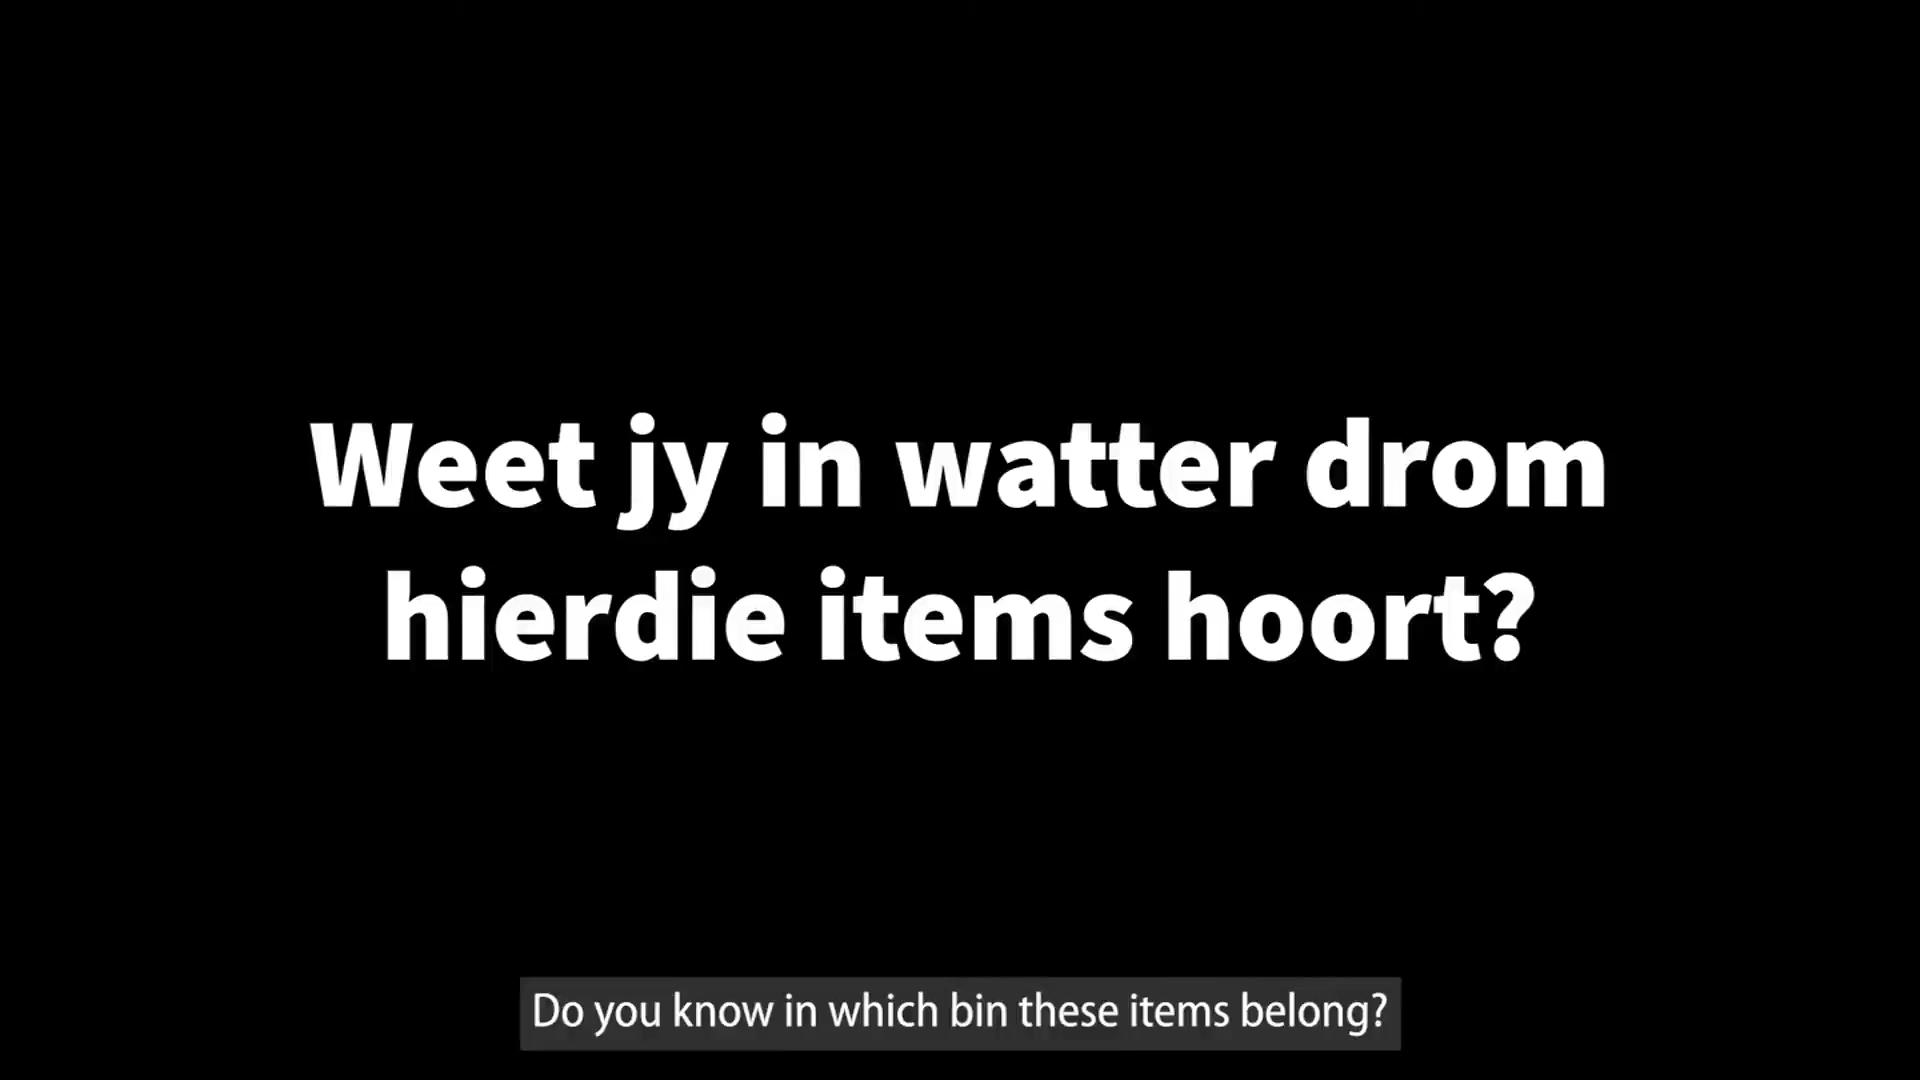 Weet jy in watter drom
hierdie items hoort?
Do you know in which bin these items belong?